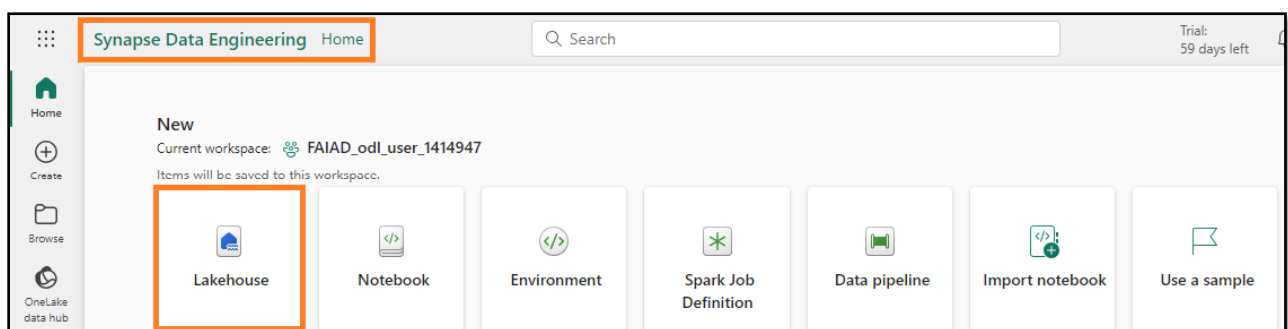 Synapse Data Engineering Home
Search
Trial:
59 days left
Home
Create
Browse
OneLake
data hub
New
Current workspace: FAIAD_odl_user_1414947
Items will be saved to this workspace.
Lakehouse
Notebook
Environment
Spark Job
Definition
Data pipeline
Import notebook
Use a sample